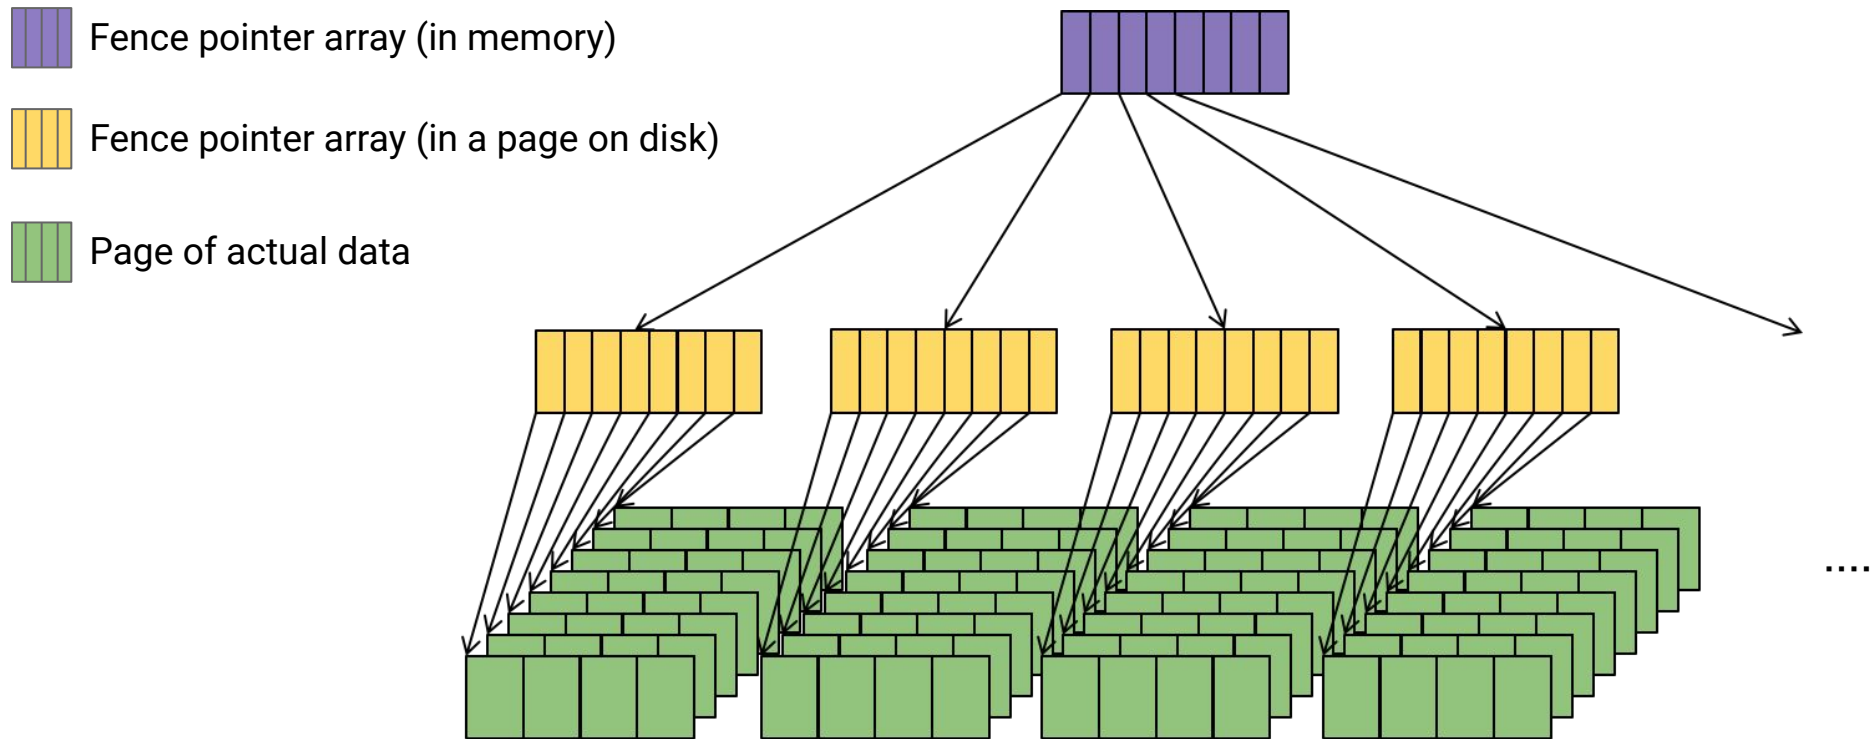 Fence pointer array (in memory)
Fence pointer array (in a page on disk)
Page of actual data
....